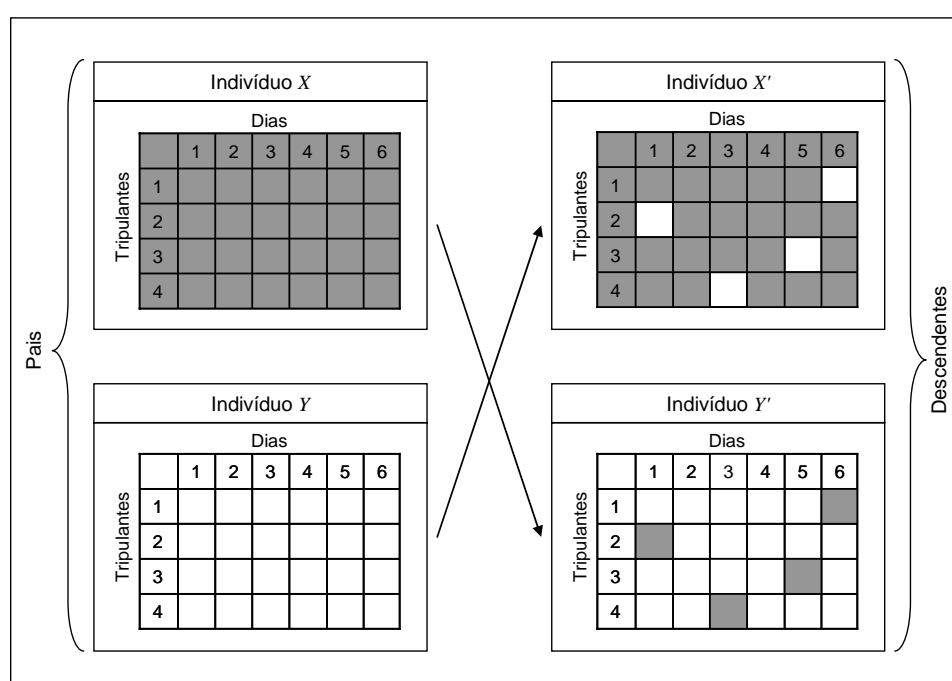 Pais
Indivíduo X
Dias
Tripulantes
1 2 3 4 5 6
1
2
3
4
Indivíduo Y
Dias
Tripulantes
1 2 3 4 5 6
1
2
3
4
Indivíduo X'
Dias
Tripulantes
1 2 3 4 5 6
1
2
3
4
Indivíduo Y'
Dias
Tripulantes
1 2 3 4 5 6
1
2
3
4
Descendentes